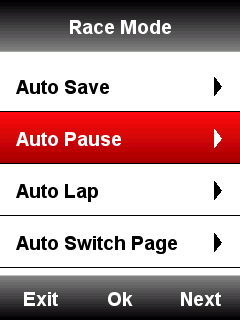 Race Mode
Auto Save
Auto Pause
Auto Lap
Auto Switch Page
Exit Ok Next